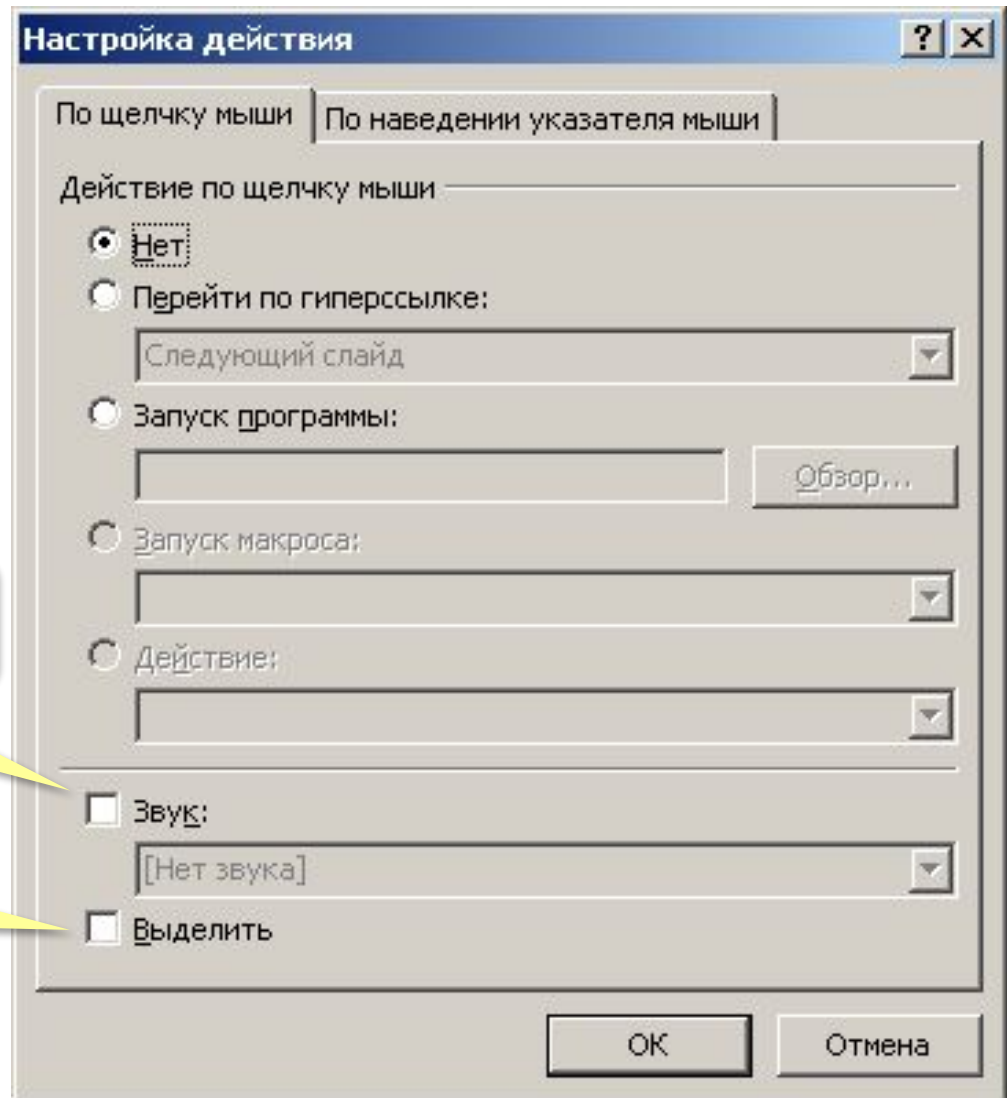 Настройка действия
По щелчку мыши
По наведении указателя мыши
Действие по щелчку мыши
Нет
Перейти по гиперссылке:
Следующий слайд
Запуск программы:
Обзор...
Запуск макроса:
Действие:
Звук:
[Нет звука]
Выделить
ОК
Отмена